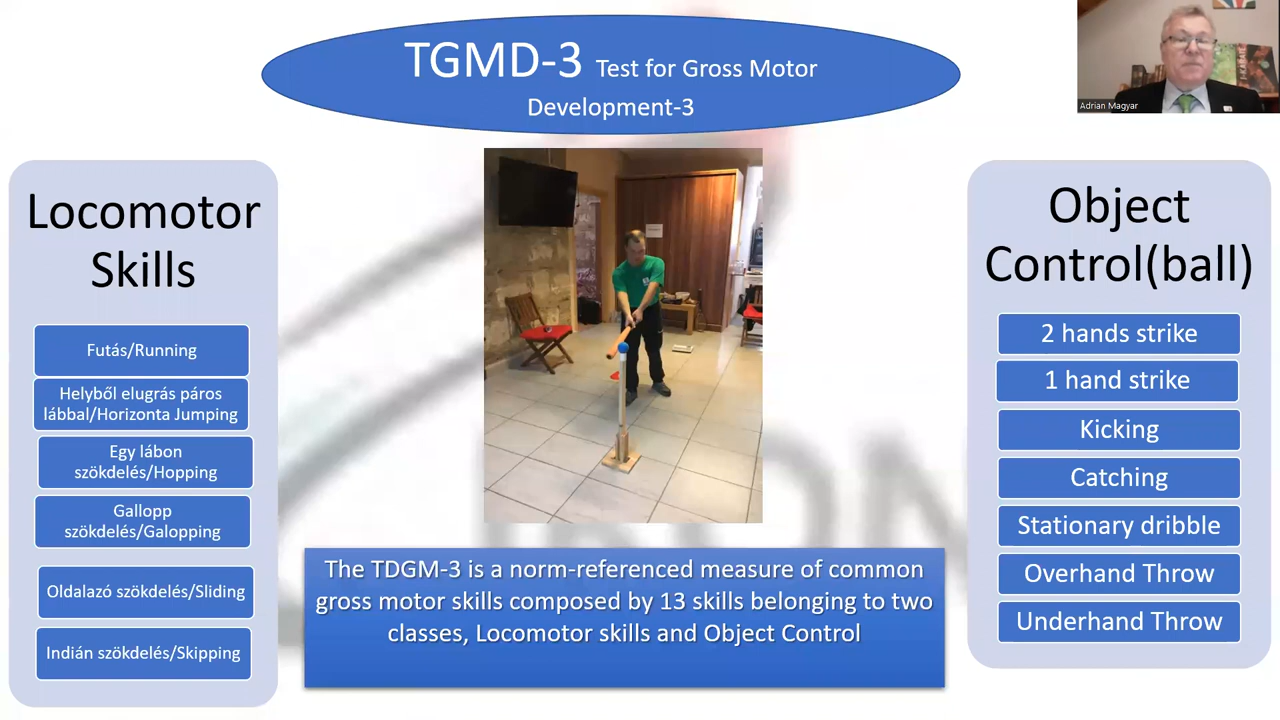 TGMD-3 Test for Gross Motor
Development-3
Adrian Magyar
Locomotor
Skills
Futás/Running
Helyből elugrás páros
lábbal/Horizonta Jumping
Egy lábon
szökdelés/Hopping
Gallopp
szökdelés/Galopping
Oldalazó szökdelés/Sliding
Indián szökdelés/Skipping
The TDGM-3 is a norm-referenced measure of common
gross motor skills composed by 13 skills belonging to two
classes, Locomotor skills and Object Control
Object
Control(ball)
2 hands strike
1 hand strike
Kicking
Catching
Stationary dribble
Overhand Throw
Underhand Throw